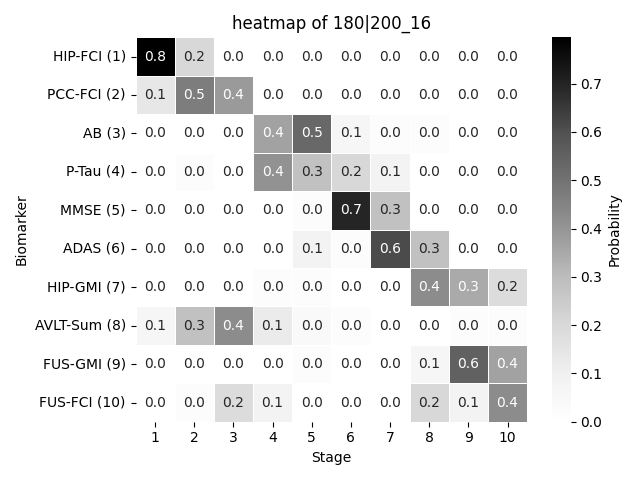 heatmap of 180|200_16
HIP-FCI (1) 0.8 0.2 0.0 0.0 0.0 0.0 0.0 0.0 0.0 0.0
PCC-FCI (2) 0.1 0.5 0.4 0.0 0.0 0.0 0.0 0.0 0.0 0.0
AB (3) 0.0 0.0 0.0 0.4 0.5 0.1 0.0 0.0 0.0 0.0
P-Tau (4) 0.0 0.0 0.0 0.4 0.3 0.2 0.1 0.0 0.0 0.0
MMSE (5) 0.0 0.0 0.0 0.0 0.0 0.7 0.3 0.0 0.0 0.0
ADAS (6) 0.0 0.0 0.0 0.0 0.1 0.0 0.6 0.3 0.0 0.0
HIP-GMI (7) 0.0 0.0 0.0 0.0 0.0 0.0 0.0 0.4 0.3 0.2
AVLT-Sum (8) 0.1 0.3 0.4 0.1 0.0 0.0 0.0 0.0 0.0 0.0
FUS-GMI (9) 0.0 0.0 0.0 0.0 0.0 0.0 0.0 0.1 0.6 0.4
FUS-FCI (10) 0.0 0.0 0.2 0.1 0.0 0.0 0.0 0.2 0.1 0.4
1 2 3 4 5 6 7 8 9 10
Stage
Biomarker
0.7
0.6
0.5
0.4
0.3
0.2
0.1
0.0
Probability